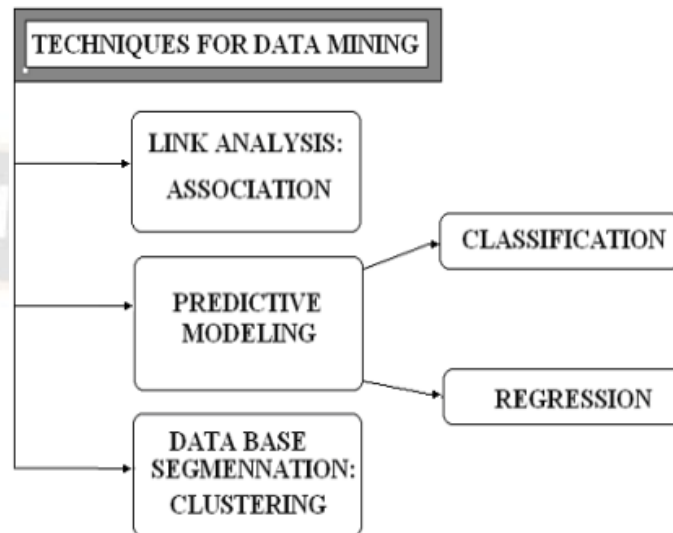 TECHNIQUES FOR DATA MINING
LINK ANALYSIS:
ASSOCIATION
CLASSIFICATION
PREDICTIVE
MODELING
REGRESSION
DATA BASE
SEGMENNATION:
CLUSTERING